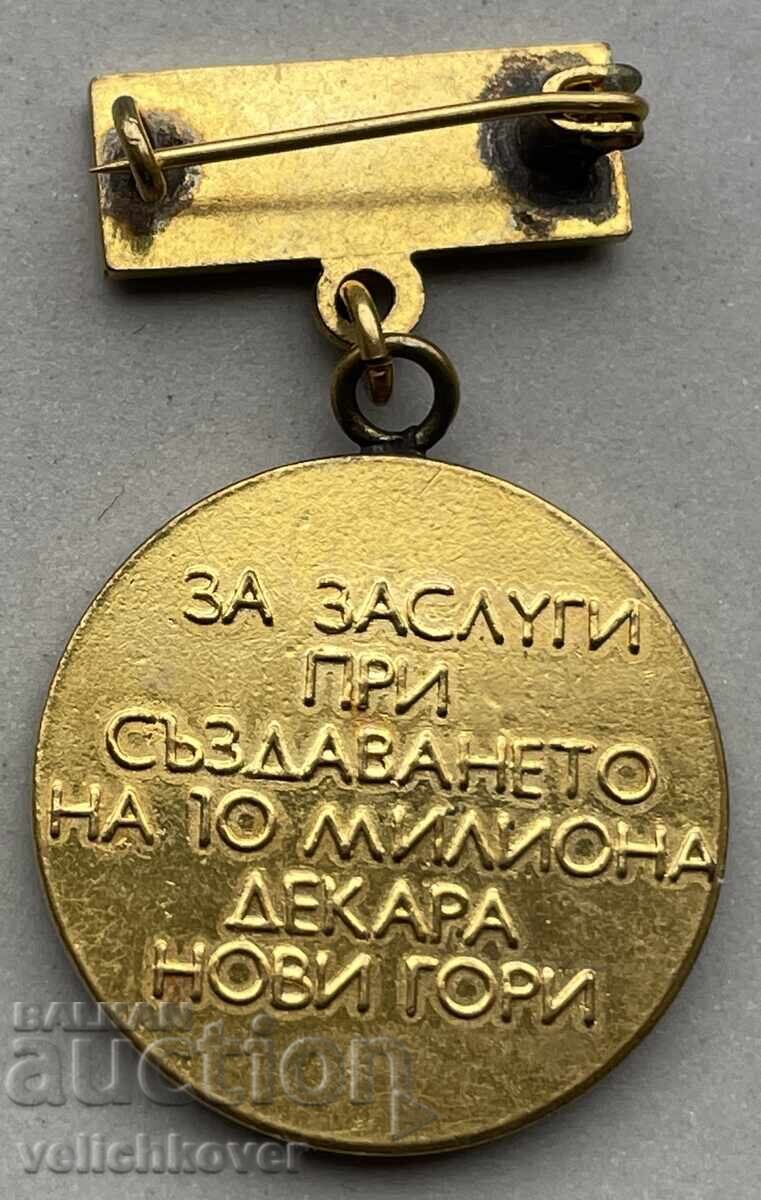 ЗА ЗАСЛУГИ
ПРИ
СЪЗДАВАНЕТО
НА 10 МИЛИОНА
ДЕКАРА
НОВИ ГОРИ
BALKAN
auction
velichkover